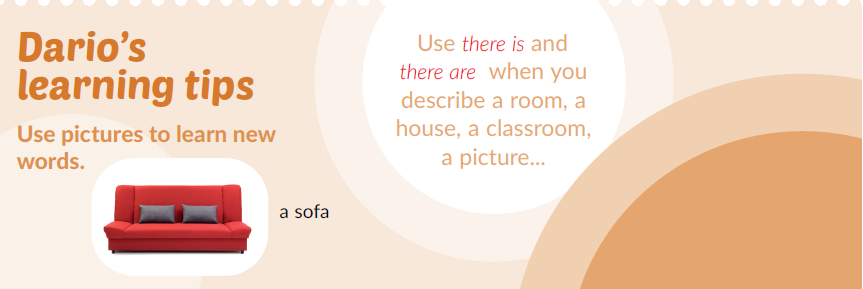 Dario's
learning tips
Use pictures to learn new
words.
a sofa
Use there is and
there are when you
describe a room, a
house, a classroom,
a picture...